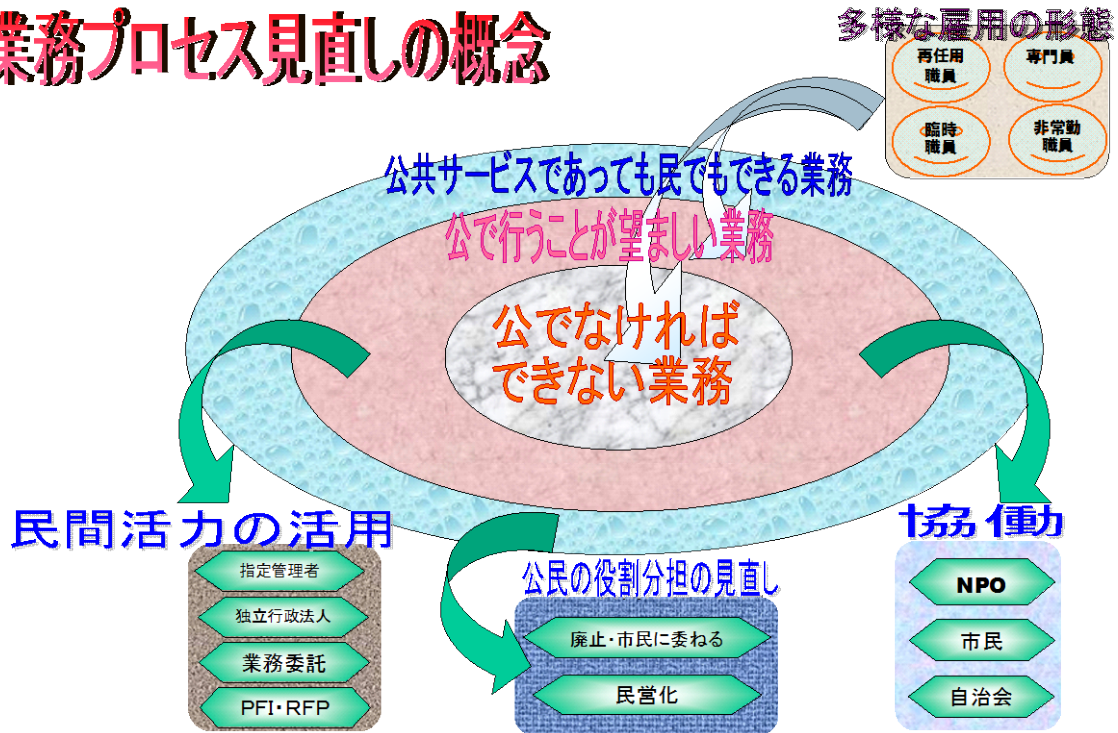 業務プロセス見直しの概念
多様な雇用の形態
再任用
職員
専門員
臨時
職員
非常勤
職員
公共サービスであっても民でもできる業務
公で行うことが望ましい業務
公でなければ
できない業務
民間活力の活用
指定管理者
独立行政法人
業務委託
PFI・RFP
公民の役割分担の見直し
廃止・市民に委ねる
民営化
協働
NPO
市民
自治会